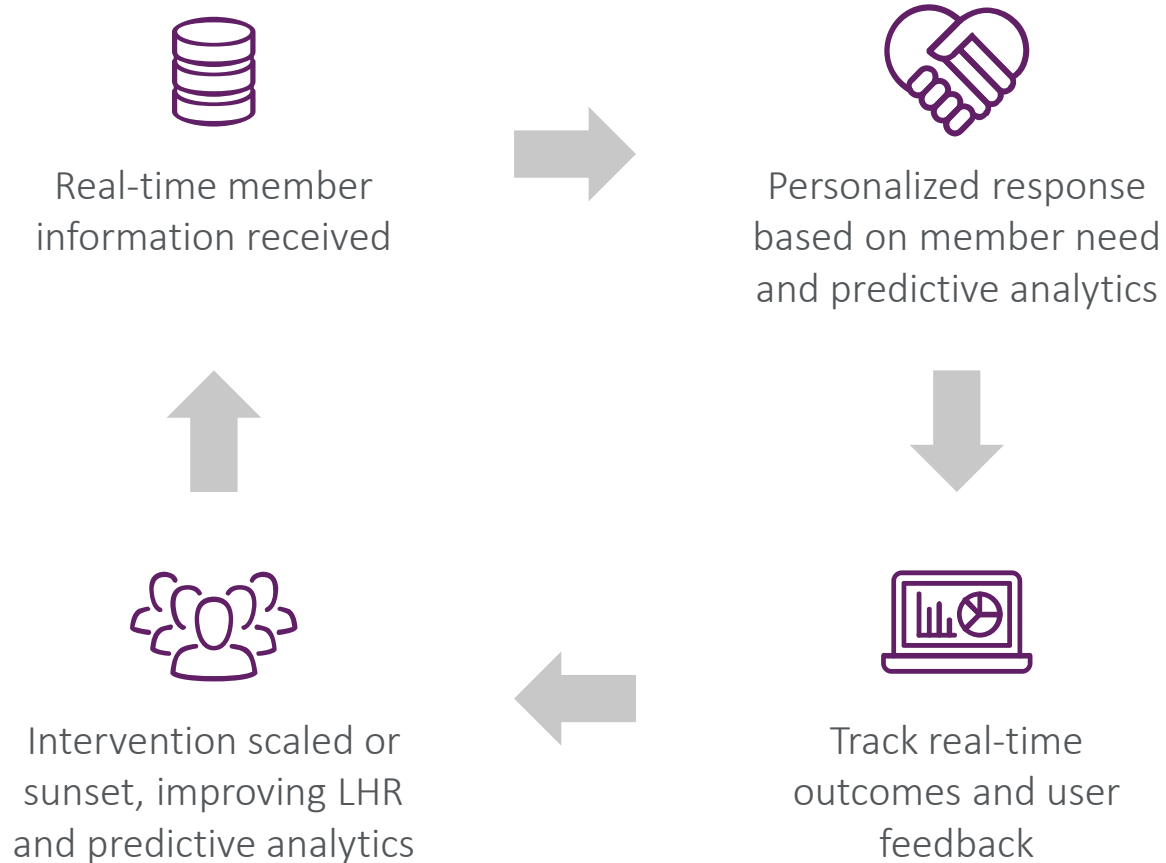 Real-time member
information received
Personalized response
based on member need
and predictive analytics
Track real-time
outcomes and user
feedback
Intervention scaled or
sunset, improving LHR
and predictive analytics